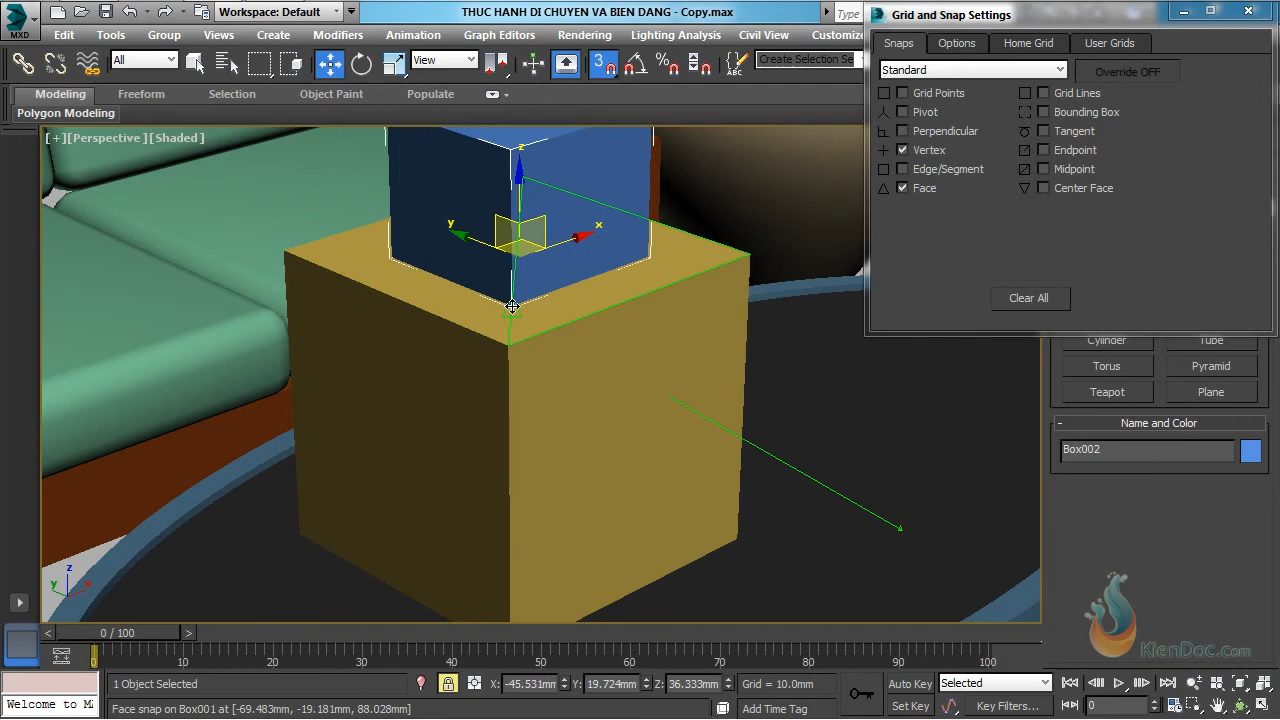 MXD
Workspace: Default
THUC HANH DI CHUYEN VA BIEN DANG - Copy.max
Type
Edit Tools Group Views Create Modifiers Animation Graph Editors Rendering Lighting Analysis Civil View Customize
All
View
3
%
ABC
Create Selection Se
Modeling Freeform Selection Object Paint Populate
Polygon Modeling
[+][Perspective][Shaded]
z
y
x
z
y
x
Grid and Snap Settings
Snaps Options Home Grid User Grids
Standard
Override OFF
Grid Points Grid Lines
Pivot Bounding Box
Perpendicular Tangent
Vertex Endpoint
Edge/Segment Midpoint
Face Center Face
Clear All
Cylinder Tube
Torus Pyramid
Teapot Plane
- Name and Color
Box002
KienDoc.com
< 0 / 100 >
0 10 20 30 40 50 60 70 80 90 100
1 Object Selected
X: -45.531mm Y: 19.724mm Z: 36.333mm
Grid = 10.0mm
Auto Key Selected
Welcome to M
Face snap on Box001 at [-69.483mm, -19.181mm, 88.028mm]
Add Time Tag
Set Key Key Filters...
0